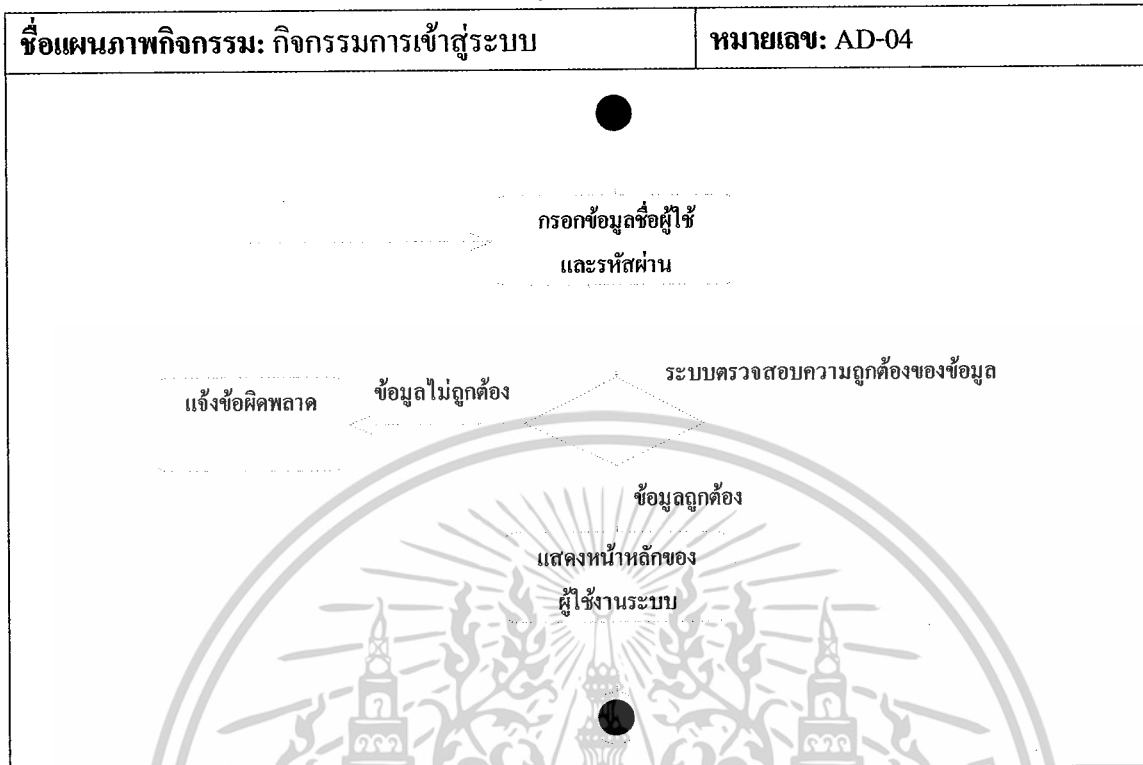 ชื่อแผนภาพกิจกรรม: กิจกรรมการเข้าสู่ระบบ
หมายเลข: AD-04
กรอกข้อมูลชื่อผู้ใช้
และรหัสผ่าน
ระบบตรวจสอบความถูกต้องของข้อมูล
ข้อมูลไม่ถูกต้อง
แจ้งข้อผิดพลาด
ข้อมูลถูกต้อง
แสดงหน้าหลักของ
ผู้ใช้งานระบบ